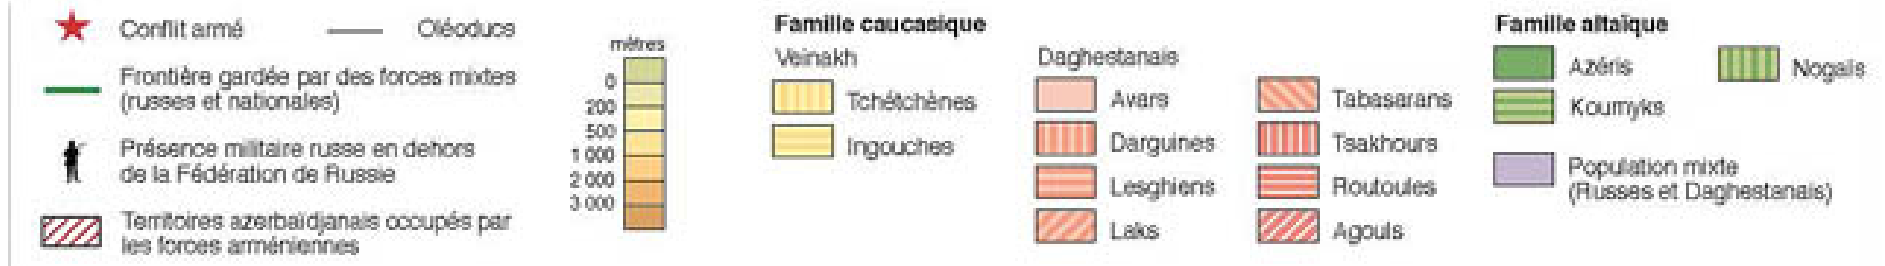 Conflit armé
Oléoducs
Frontière gardée par des forces mixtes
(russes et nationales)
Présence militaire russe en dehors
de la Fédération de Russie
Territoires azerbaïdjanais occupés par
les forces arméniennes
mètres
0
200
500
1 000
2 000
3 000
Famille caucasique
Veinakh
Tchétchènes
Ingouches
Daghestanais
Avars
Darguines
Lesghiens
Laks
Tabasarans
Tsakhours
Routoules
Agouls
Famille altaïque
Azéris
Koumyks
Nogaïs
Population mixte
(Russes et Daghestanais)